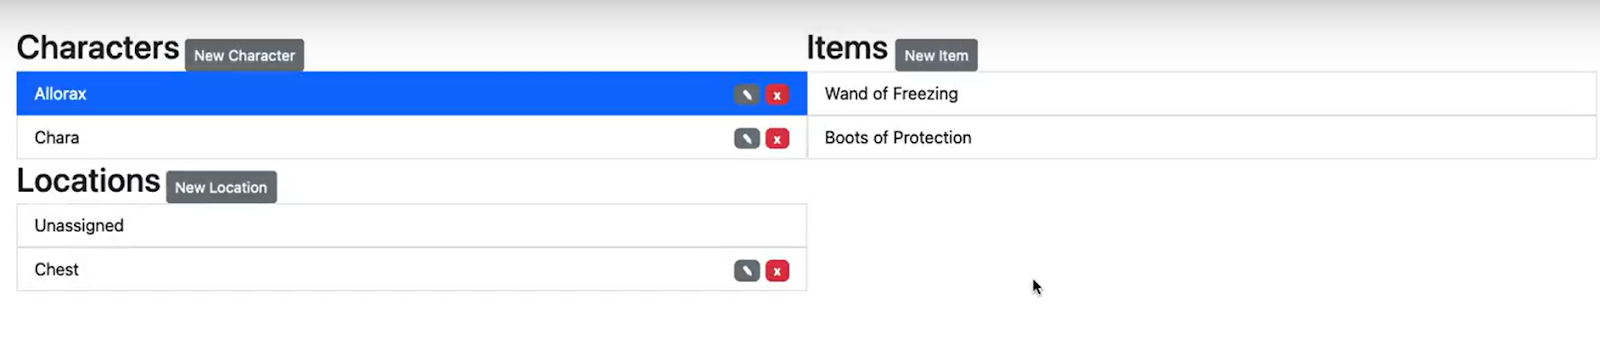 Characters New Character
Allorax
x
Chara
x
Locations New Location
Unassigned
Chest
x
Items New Item
Wand of Freezing
Boots of Protection